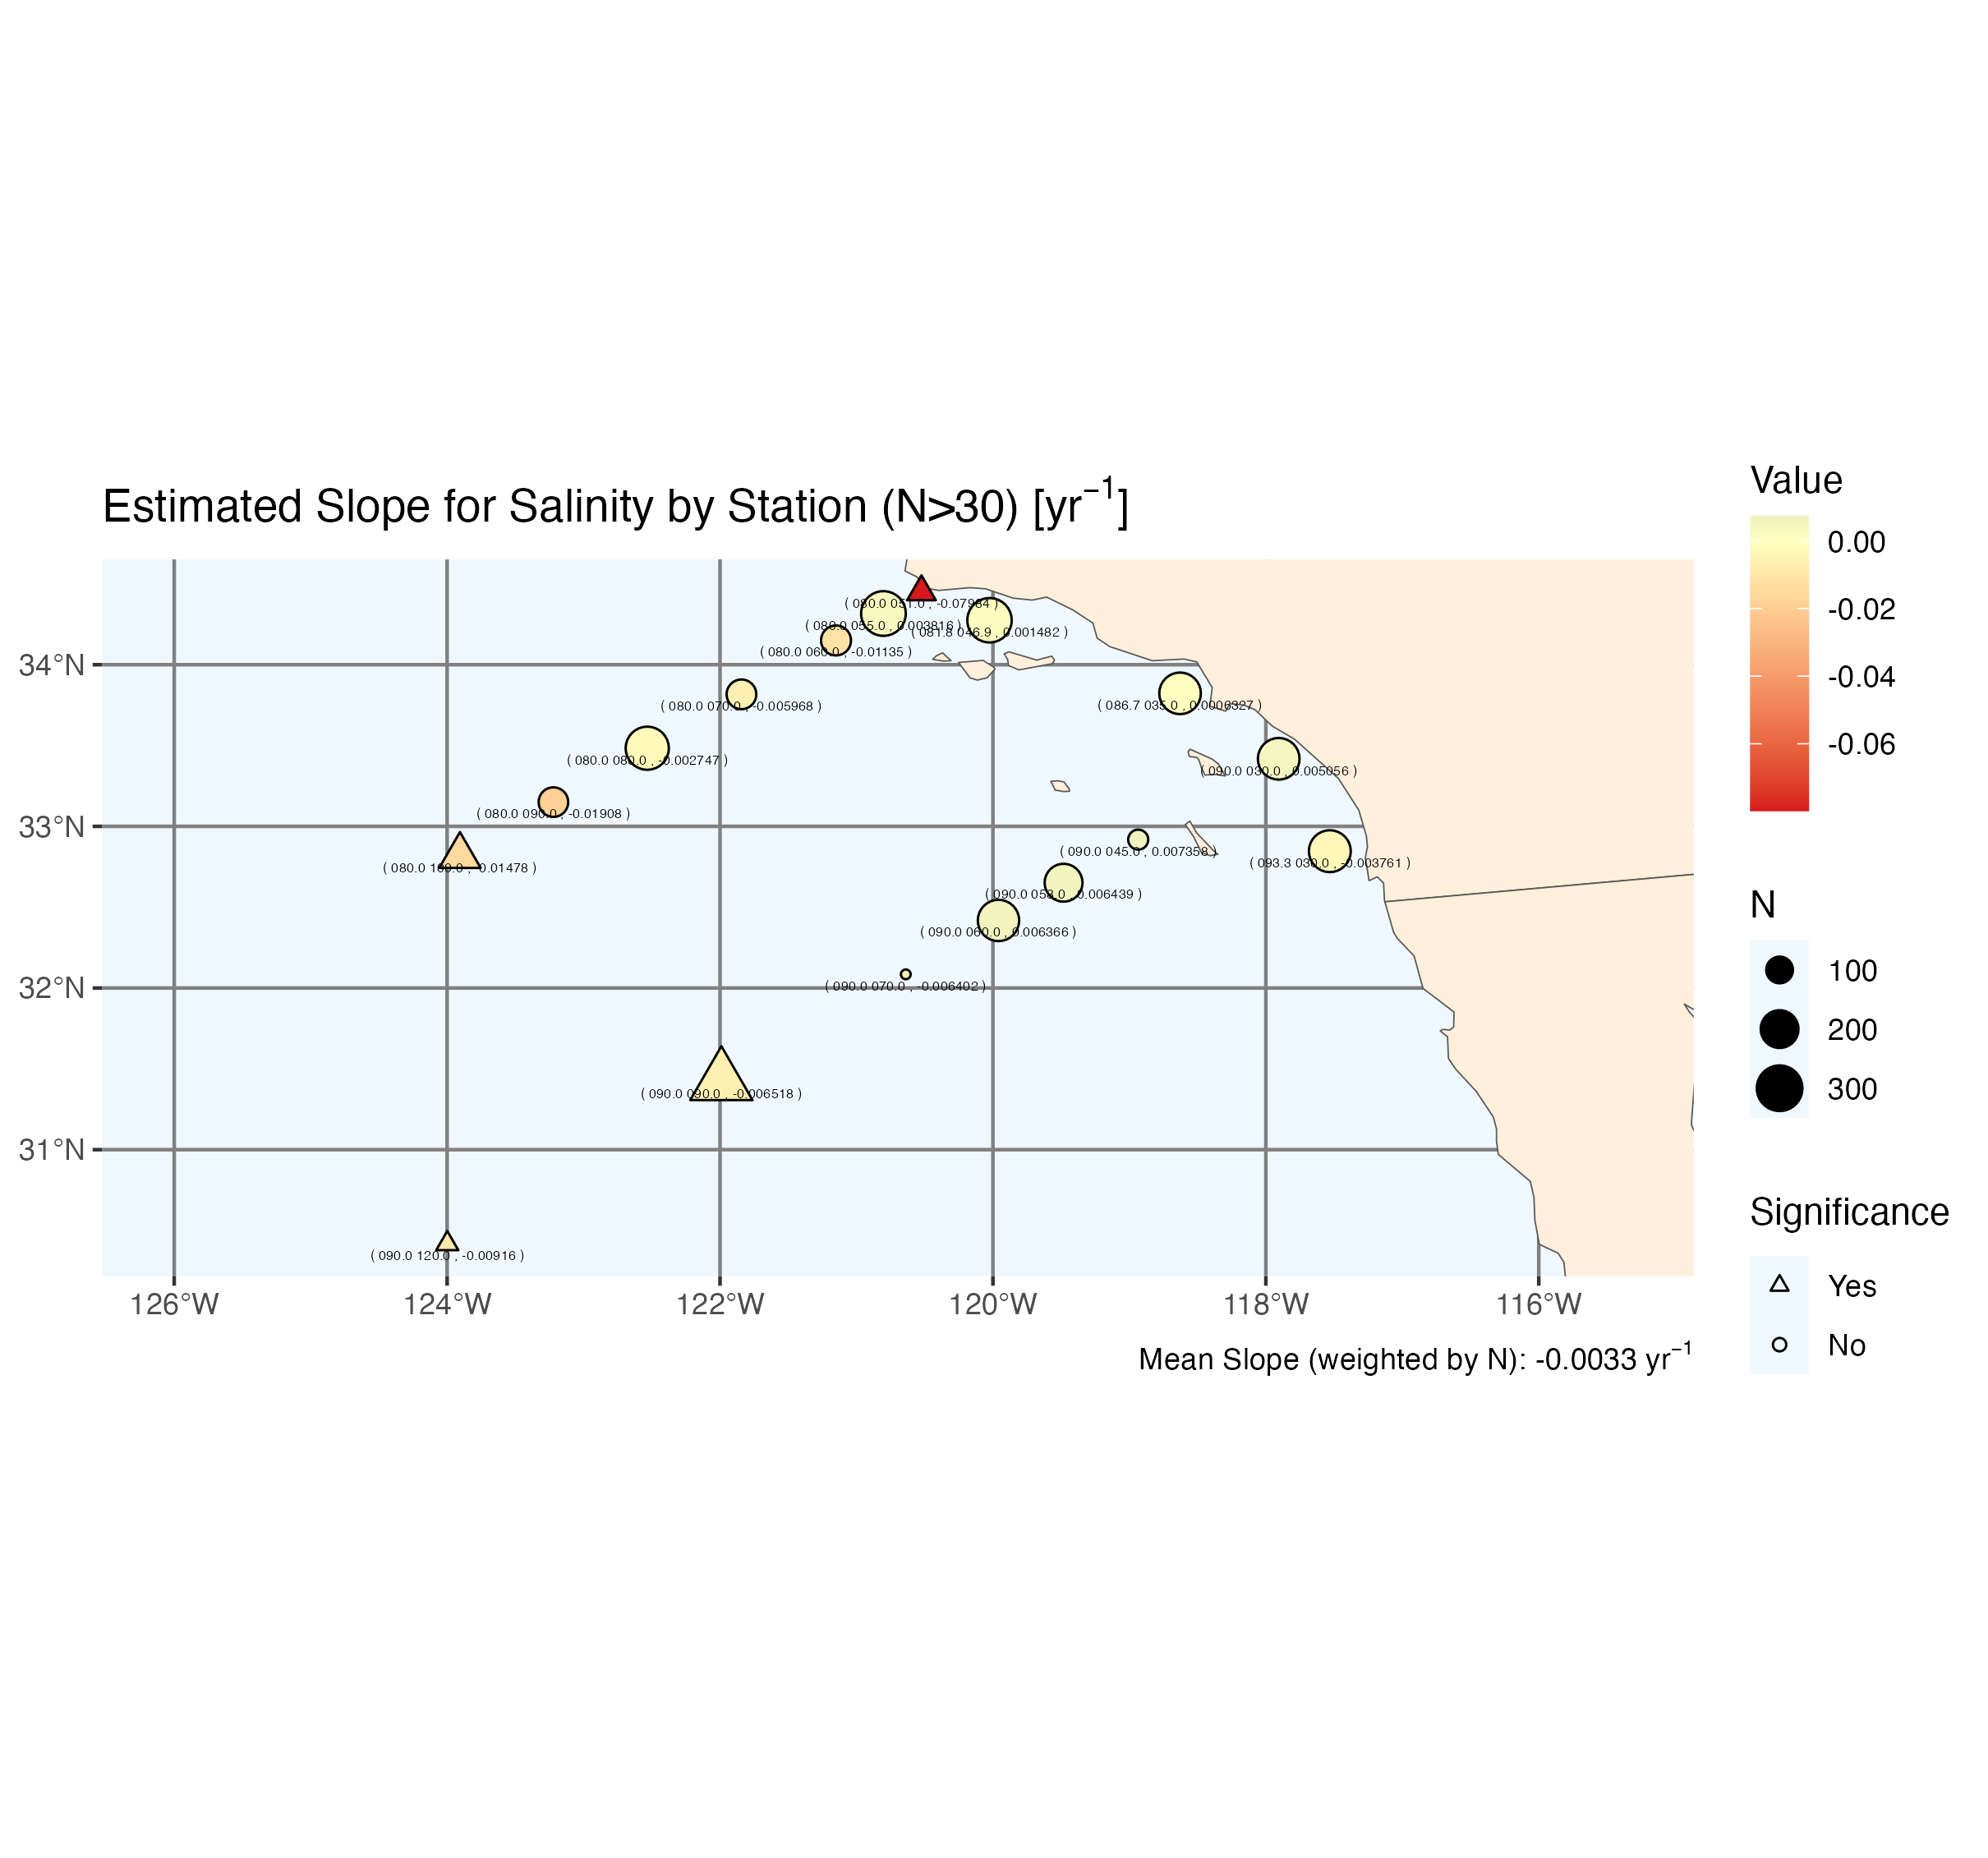 Estimated Slope for Salinity by Station (N>30) [yr⁻¹]
( 080.0 051.0 , -0.07984 )
( 080.0 055.0 , 0.003816 )
( 081.8 046.9 , 0.001482 )
( 080.0 060.0 , -0.01135 )
( 080.0 070.0 , -0.005968 )
( 086.7 035.0 , 0.0006327 )
( 080.0 080.0 , -0.002747 )
( 090.0 030.0 , 0.005056 )
( 080.0 090.0 , -0.01908 )
( 090.0 045.0 , 0.007358 )
( 093.3 030.0 , -0.003761 )
( 080.0 100.0 , -0.01478 )
( 090.0 053.0 , 0.006439 )
( 090.0 060.0 , 0.006366 )
( 090.0 070.0 , -0.006402 )
( 090.0 090.0 , -0.006518 )
( 090.0 120.0 , -0.00916 )
34°N
33°N
32°N
31°N
126°W 124°W 122°W 120°W 118°W 116°W
Mean Slope (weighted by N): -0.0033 yr⁻¹
Value
0.00
-0.02
-0.04
-0.06
N
100
200
300
Significance
Yes
No